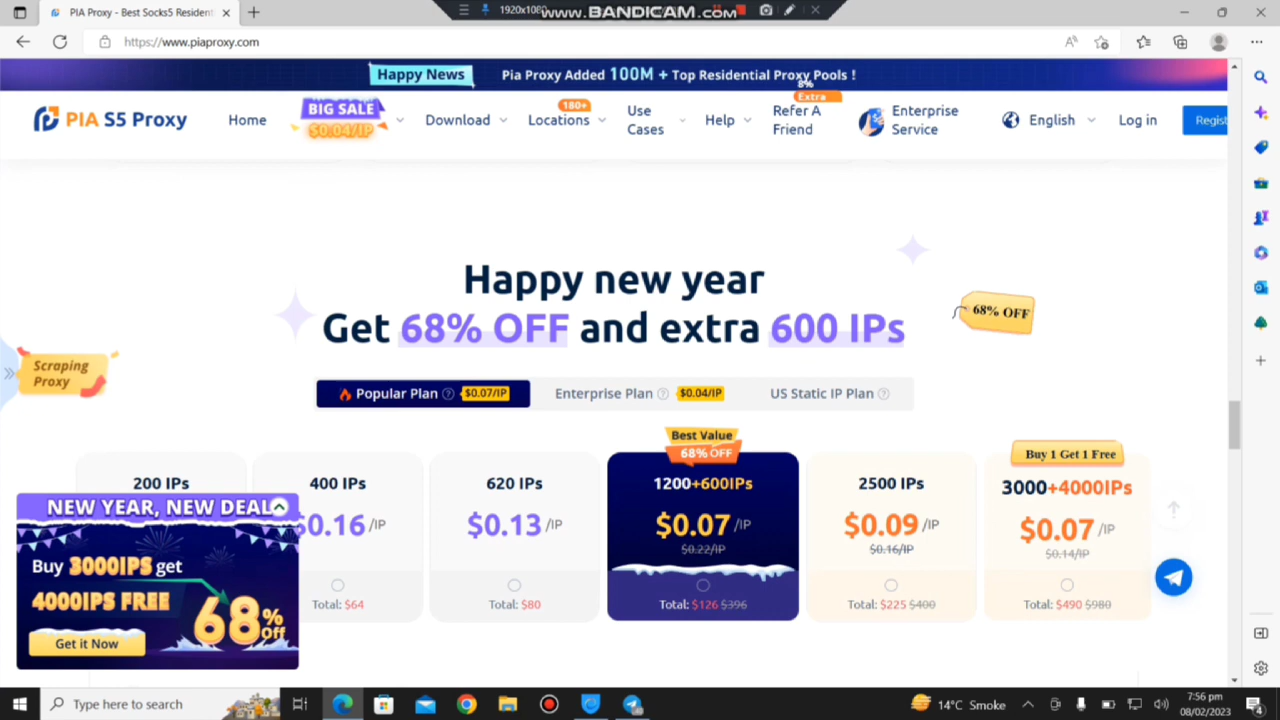 PIA Proxy - Best Socks5 Resident
1920x1080
www.BANDICAM.com
https://www.piaproxy.com
Happy News
Pia Proxy Added 100M + Top Residential Proxy Pools !
PIA S5 Proxy
Home
BIG SALE
$0.04/IP
Download
180+
Locations
Use
Cases
Help
8%
Extra
Refer A
Friend
Enterprise
Service
English
Log in
Regist
Happy new year
Get 68% OFF and extra 600 IPs
68% OFF
Scraping
Proxy
Popular Plan ? $0.07/IP
Enterprise Plan ? $0.04/IP
US Static IP Plan ?
200 IPs
400 IPs
$0.16 /IP
Total: $64
620 IPs
$0.13 /IP
Total: $80
Best Value
68% OFF
1200+600IPs
$0.07 /IP
$0.22/IP
Total: $126 $396
2500 IPs
$0.09 /IP
$0.16/IP
Total: $225 $400
Buy 1 Get 1 Free
3000+4000IPs
$0.07 /IP
$0.14/IP
Total: $490 $980
NEW YEAR, NEW DEAL
Buy 3000IPS get
4000IPS FREE
68% Off
Get it Now
Type here to search
14°C Smoke
7:56 pm
08/02/2023
4